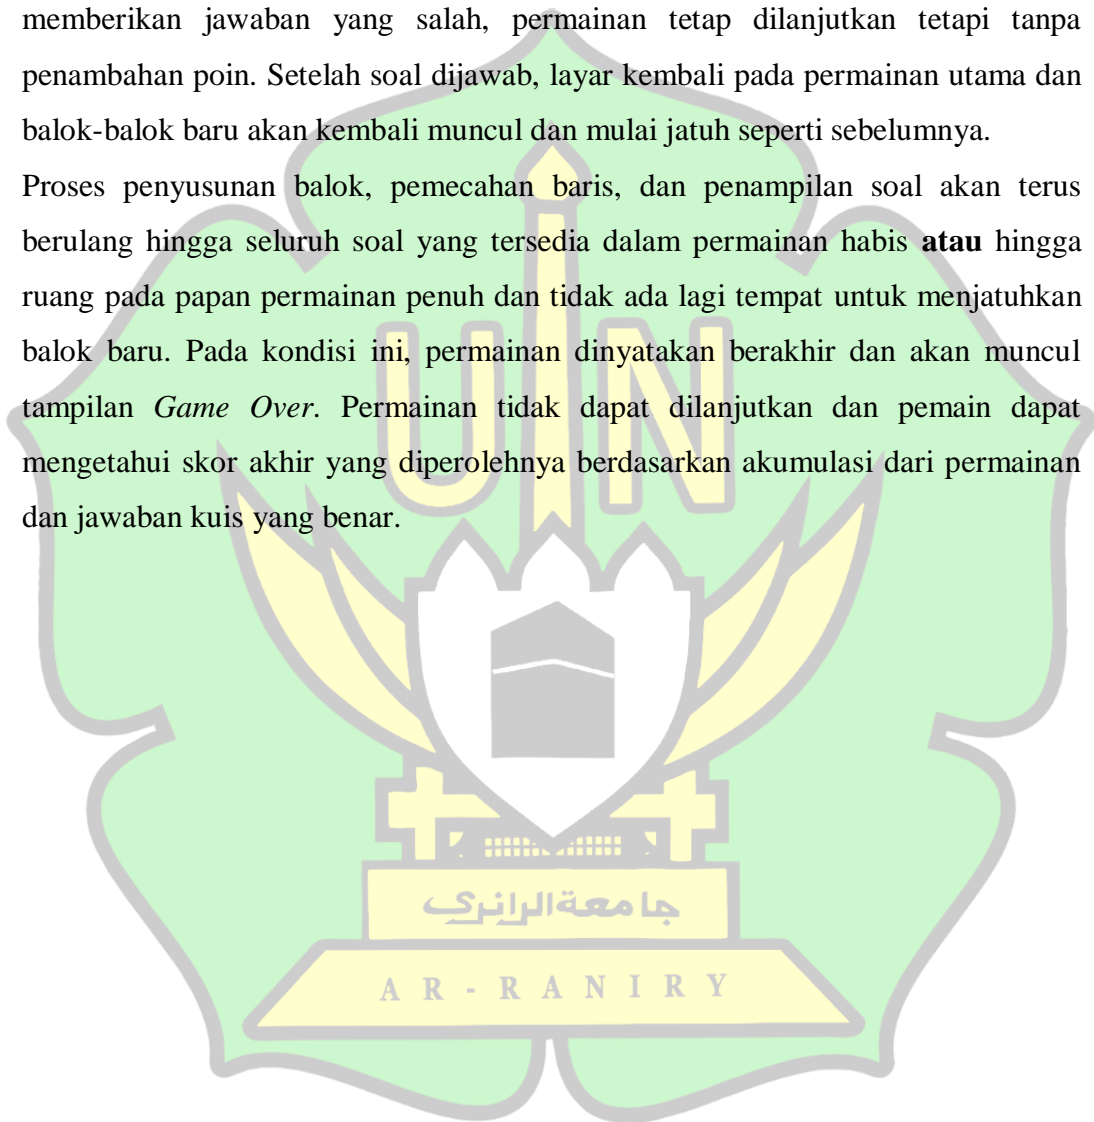 memberikan jawaban yang salah, permainan tetap dilanjutkan tetapi tanpa
penambahan poin. Setelah soal dijawab, layar kembali pada permainan utama dan
balok-balok baru akan kembali muncul dan mulai jatuh seperti sebelumnya.
Proses penyusunan balok, pemecahan baris, dan penampilan soal akan terus
berulang hingga seluruh soal yang tersedia dalam permainan habis atau hingga
ruang pada papan permainan penuh dan tidak ada lagi tempat untuk menjatuhkan
balok baru. Pada kondisi ini, permainan dinyatakan berakhir dan akan muncul
tampilan Game Over. Permainan tidak dapat dilanjutkan dan pemain dapat
mengetahui skor akhir yang diperolehnya berdasarkan akumulasi dari permainan
dan jawaban kuis yang benar.
UIN
جامعة الرانري
AR-RANIRY